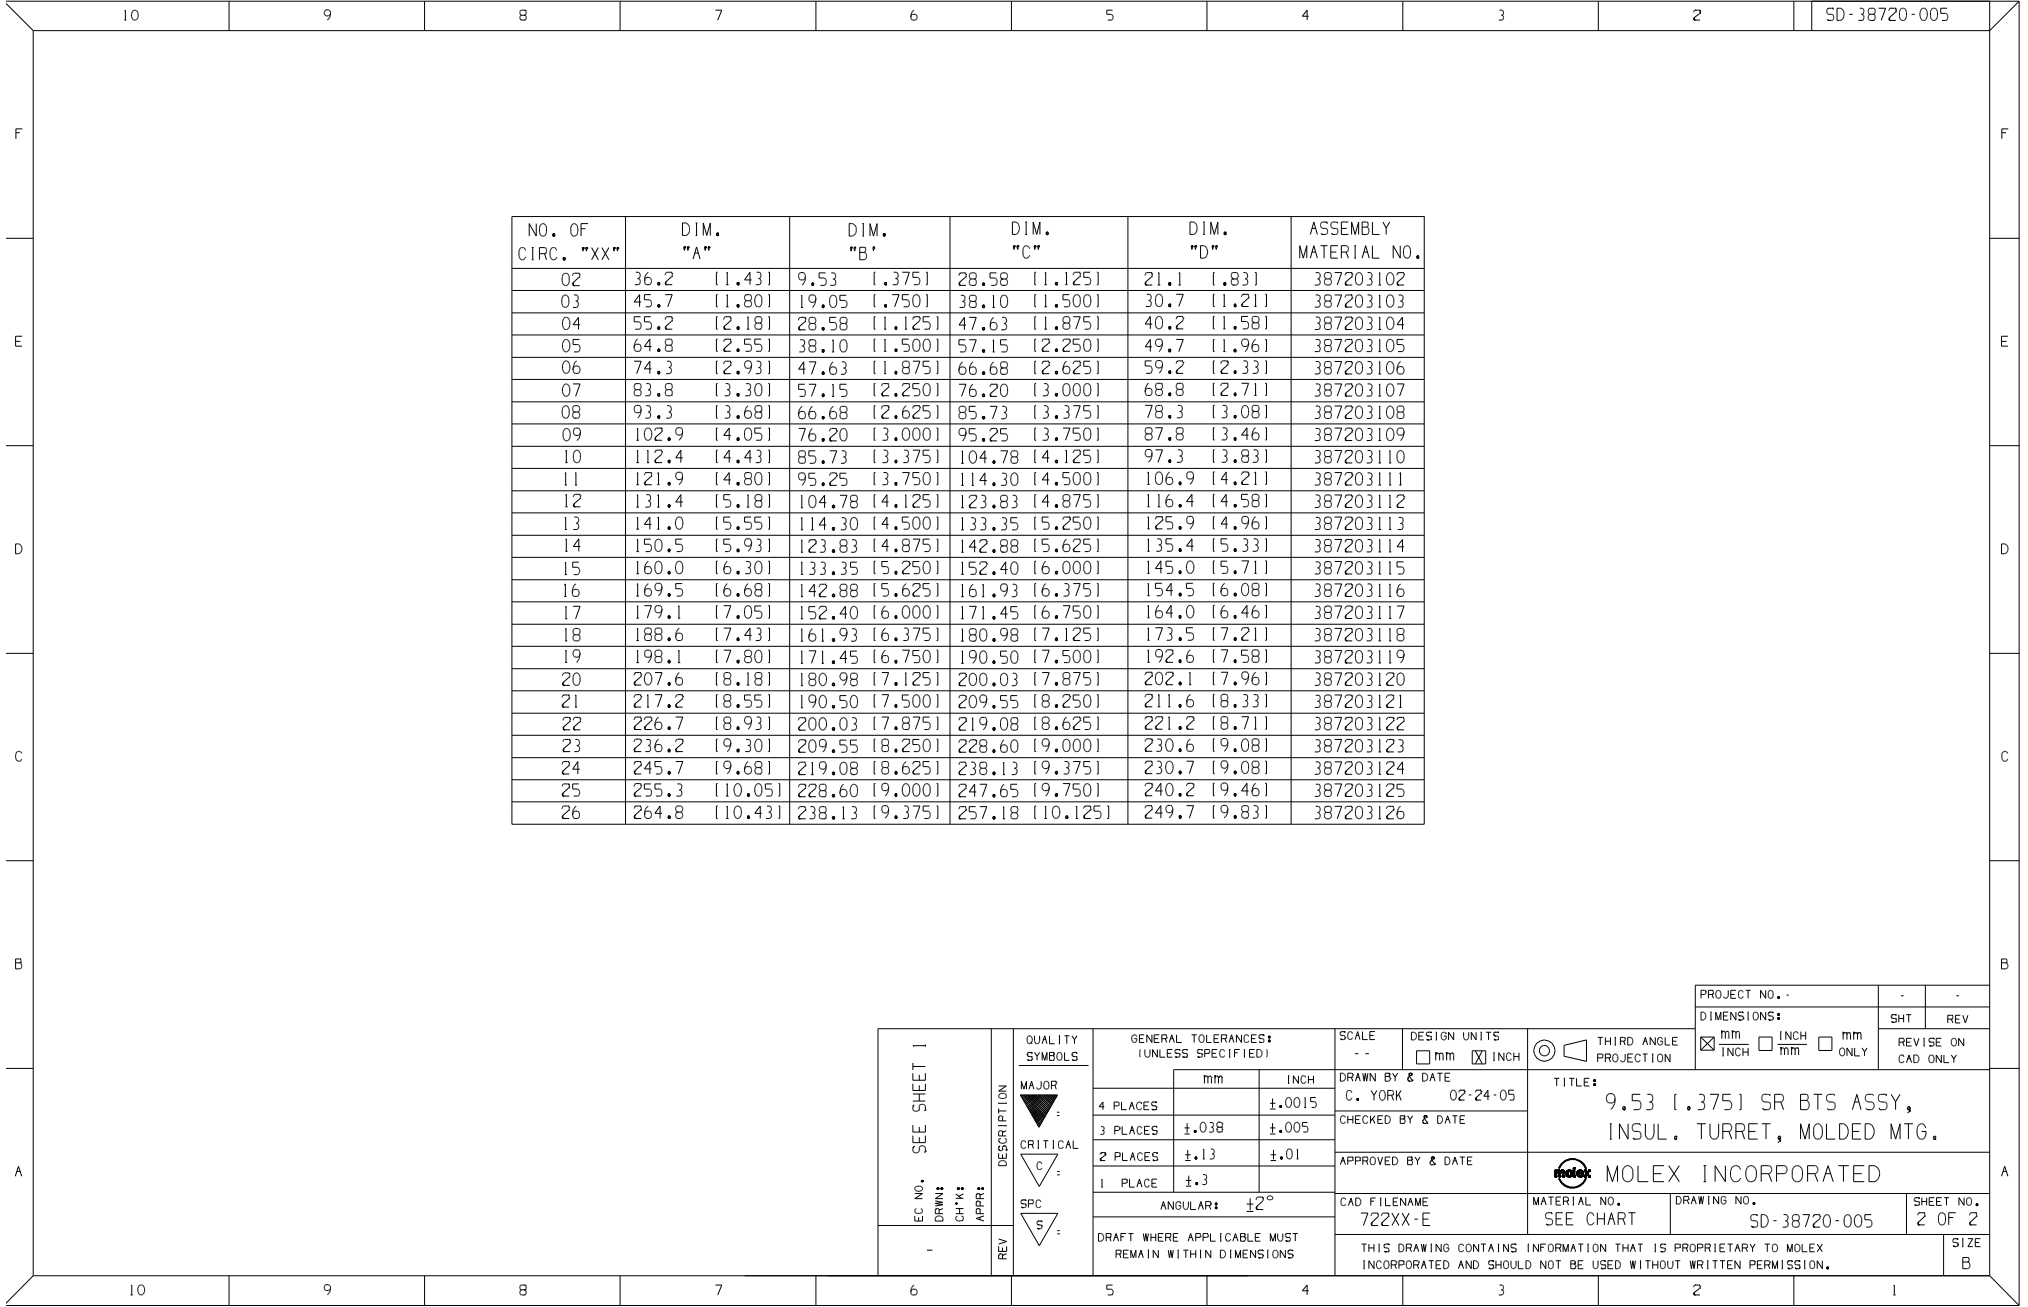 10 9 8 7 6 5 4 3 2 SD-38720-005
F F
E E
D D
C C
B B
A A
NO. OF CIRC. "XX" DIM. "A" DIM. "B' DIM. "C" DIM. "D" ASSEMBLY MATERIAL NO.
02 36.2 [1.43] 9.53 [.375] 28.58 [1.125] 21.1 [.83] 387203102
03 45.7 [1.80] 19.05 [.750] 38.10 [1.500] 30.7 [1.21] 387203103
04 55.2 [2.18] 28.58 [1.125] 47.63 [1.875] 40.2 [1.58] 387203104
05 64.8 [2.55] 38.10 [1.500] 57.15 [2.250] 49.7 [1.96] 387203105
06 74.3 [2.93] 47.63 [1.875] 66.68 [2.625] 59.2 [2.33] 387203106
07 83.8 [3.30] 57.15 [2.250] 76.20 [3.000] 68.8 [2.71] 387203107
08 93.3 [3.68] 66.68 [2.625] 85.73 [3.375] 78.3 [3.08] 387203108
09 102.9 [4.05] 76.20 [3.000] 95.25 [3.750] 87.8 [3.46] 387203109
10 112.4 [4.43] 85.73 [3.375] 104.78 [4.125] 97.3 [3.83] 387203110
11 121.9 [4.80] 95.25 [3.750] 114.30 [4.500] 106.9 [4.21] 387203111
12 131.4 [5.18] 104.78 [4.125] 123.83 [4.875] 116.4 [4.58] 387203112
13 141.0 [5.55] 114.30 [4.500] 133.35 [5.250] 125.9 [4.96] 387203113
14 150.5 [5.93] 123.83 [4.875] 142.88 [5.625] 135.4 [5.33] 387203114
15 160.0 [6.30] 133.35 [5.250] 152.40 [6.000] 145.0 [5.71] 387203115
16 169.5 [6.68] 142.88 [5.625] 161.93 [6.375] 154.5 [6.08] 387203116
17 179.1 [7.05] 152.40 [6.000] 171.45 [6.750] 164.0 [6.46] 387203117
18 188.6 [7.43] 161.93 [6.375] 180.98 [7.125] 173.5 [7.21] 387203118
19 198.1 [7.80] 171.45 [6.750] 190.50 [7.500] 192.6 [7.58] 387203119
20 207.6 [8.18] 180.98 [7.125] 200.03 [7.875] 202.1 [7.96] 387203120
21 217.2 [8.55] 190.50 [7.500] 209.55 [8.250] 211.6 [8.33] 387203121
22 226.7 [8.93] 200.03 [7.875] 219.08 [8.625] 221.2 [8.71] 387203122
23 236.2 [9.30] 209.55 [8.250] 228.60 [9.000] 230.6 [9.08] 387203123
24 245.7 [9.68] 219.08 [8.625] 238.13 [9.375] 230.7 [9.08] 387203124
25 255.3 [10.05] 228.60 [9.000] 247.65 [9.750] 240.2 [9.46] 387203125
26 264.8 [10.43] 238.13 [9.375] 257.18 [10.125] 249.7 [9.83] 387203126
PROJECT NO. - - -
DIMENSIONS: SHT REV
mm/INCH INCH/mm mm ONLY
REVISE ON
CAD ONLY
EC NO. SEE SHEET 1
DRWN:
CH'K:
APPR:
DESCRIPTION
-
REV
QUALITY
SYMBOLS
MAJOR
=
CRITICAL
C =
SPC
S =
GENERAL TOLERANCES:
(UNLESS SPECIFIED)
mm INCH
4 PLACES ±.0015
3 PLACES ±.038 ±.005
2 PLACES ±.13 ±.01
1 PLACE ±.3
ANGULAR: ±2°
DRAFT WHERE APPLICABLE MUST
REMAIN WITHIN DIMENSIONS
SCALE
--
DESIGN UNITS
mm X INCH
THIRD ANGLE
PROJECTION
DRAWN BY & DATE
C. YORK 02-24-05
CHECKED BY & DATE
APPROVED BY & DATE
CAD FILENAME
722XX-E
TITLE:
9.53 [.375] SR BTS ASSY,
INSUL. TURRET, MOLDED MTG.
molex MOLEX INCORPORATED
MATERIAL NO.
SEE CHART
DRAWING NO.
SD-38720-005
SHEET NO.
2 OF 2
THIS DRAWING CONTAINS INFORMATION THAT IS PROPRIETARY TO MOLEX
INCORPORATED AND SHOULD NOT BE USED WITHOUT WRITTEN PERMISSION.
SIZE
B
10 9 8 7 6 5 4 3 2 1